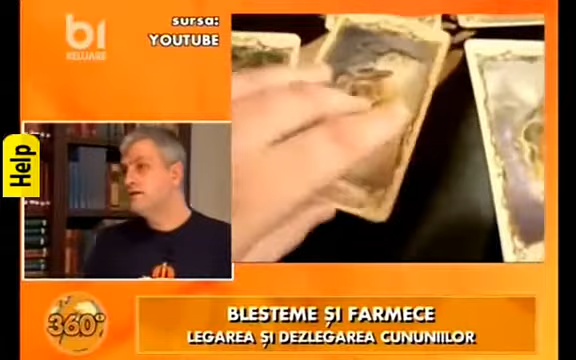 b1
RELUARE
sursa:
YOUTUBE
Help
360°
BLESTEME ȘI FARMECE
LEGAREA ȘI DEZLEGAREA CUNUNIILOR